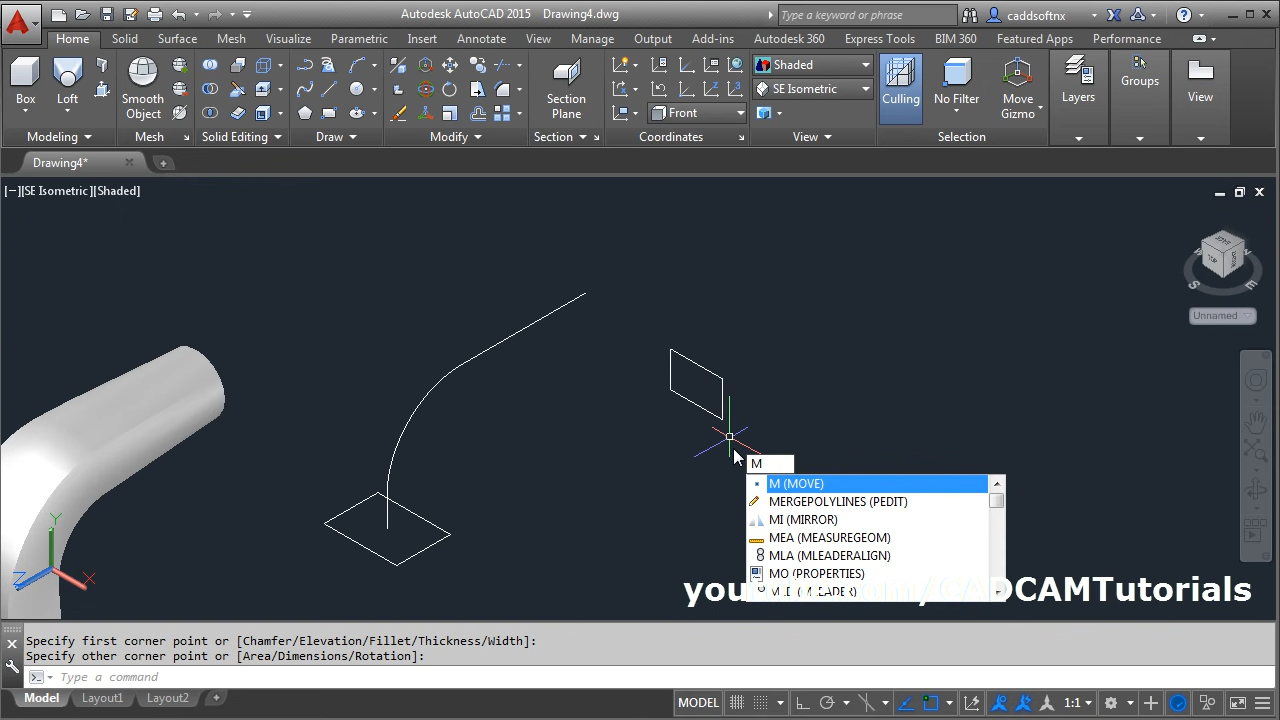 Autodesk AutoCAD 2015 Drawing4.dwg
Type a keyword or phrase
caddsoftnx
Home Solid Surface Mesh Visualize Parametric Insert Annotate View Manage Output Add-ins Autodesk 360 Express Tools BIM 360 Featured Apps Performance
Shaded
SE Isometric
Front
Box Loft
Smooth
Object
Section
Plane
Culling No Filter Move
Gizmo
Layers Groups View
Modeling Mesh Solid Editing Draw Modify Section Coordinates View Selection
Drawing4*
[−][SE Isometric][Shaded]
TOP
S E
Unnamed
M
M (MOVE)
MERGEPOLYLINES (PEDIT)
MI (MIRROR)
MEA (MEASUREGEOM)
MLA (MLEADERALIGN)
MO (PROPERTIES)
Y
Z X
CADCAMTutorials
Specify first corner point or [Chamfer/Elevation/Fillet/Thickness/Width]:
Specify other corner point or [Area/Dimensions/Rotation]:
Type a command
Model Layout1 Layout2
MODEL 1:1